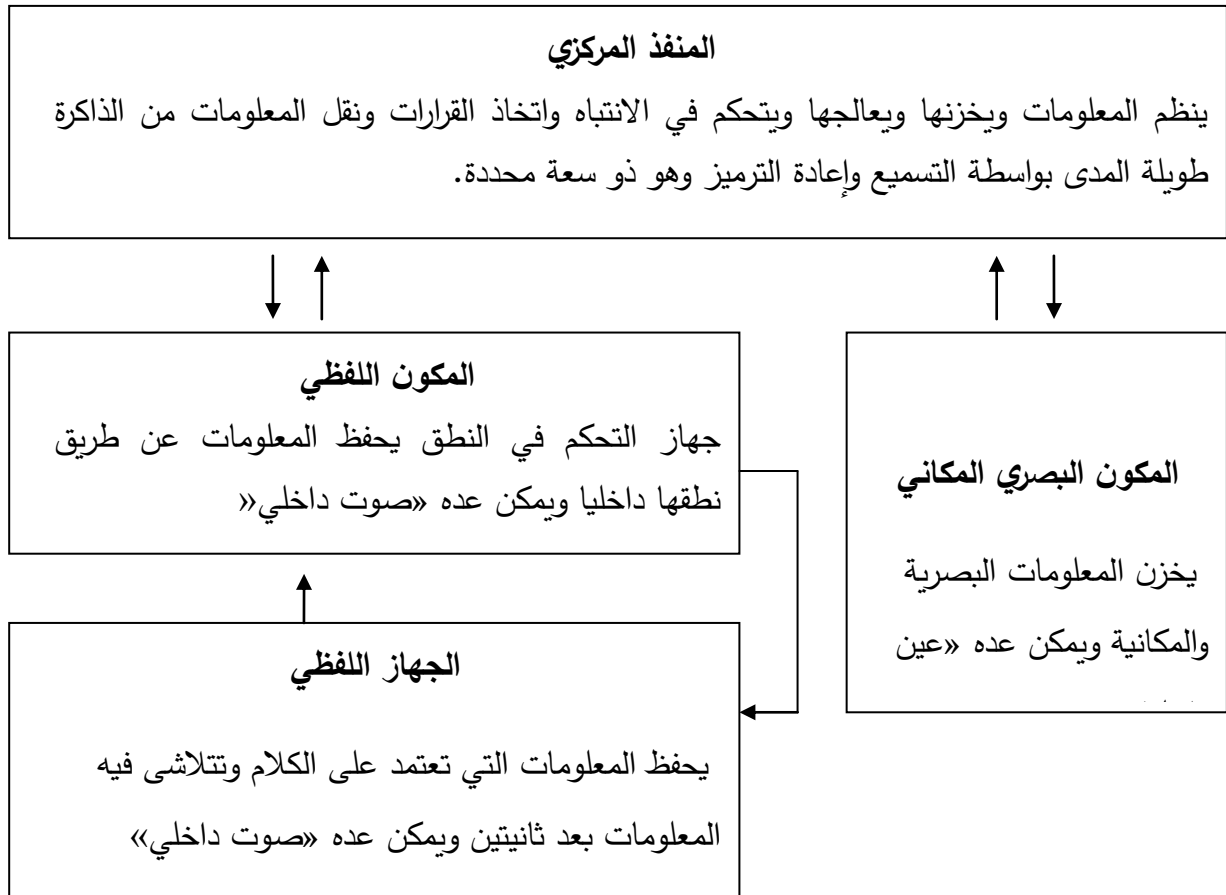 المنفذ المركزي
ينظم المعلومات ويخزنها ويعالجها ويتحكم في الانتباه واتخاذ القرارات ونقل المعلومات من الذاكرة
طويلة المدى بواسطة التسميع وإعادة الترميز وهو ذو سعة محددة.
المكون اللفظي
جهاز التحكم في النطق يحفظ المعلومات عن طريق
نطقها داخليا ويمكن عده «صوت داخلي«
المكون البصري المكاني
يخزن المعلومات البصرية
والمكانية ويمكن عده «عين
الجهاز اللفظي
يحفظ المعلومات التي تعتمد على الكلام وتتلاشى فيه
المعلومات بعد ثانيتين ويمكن عده «صوت داخلي»